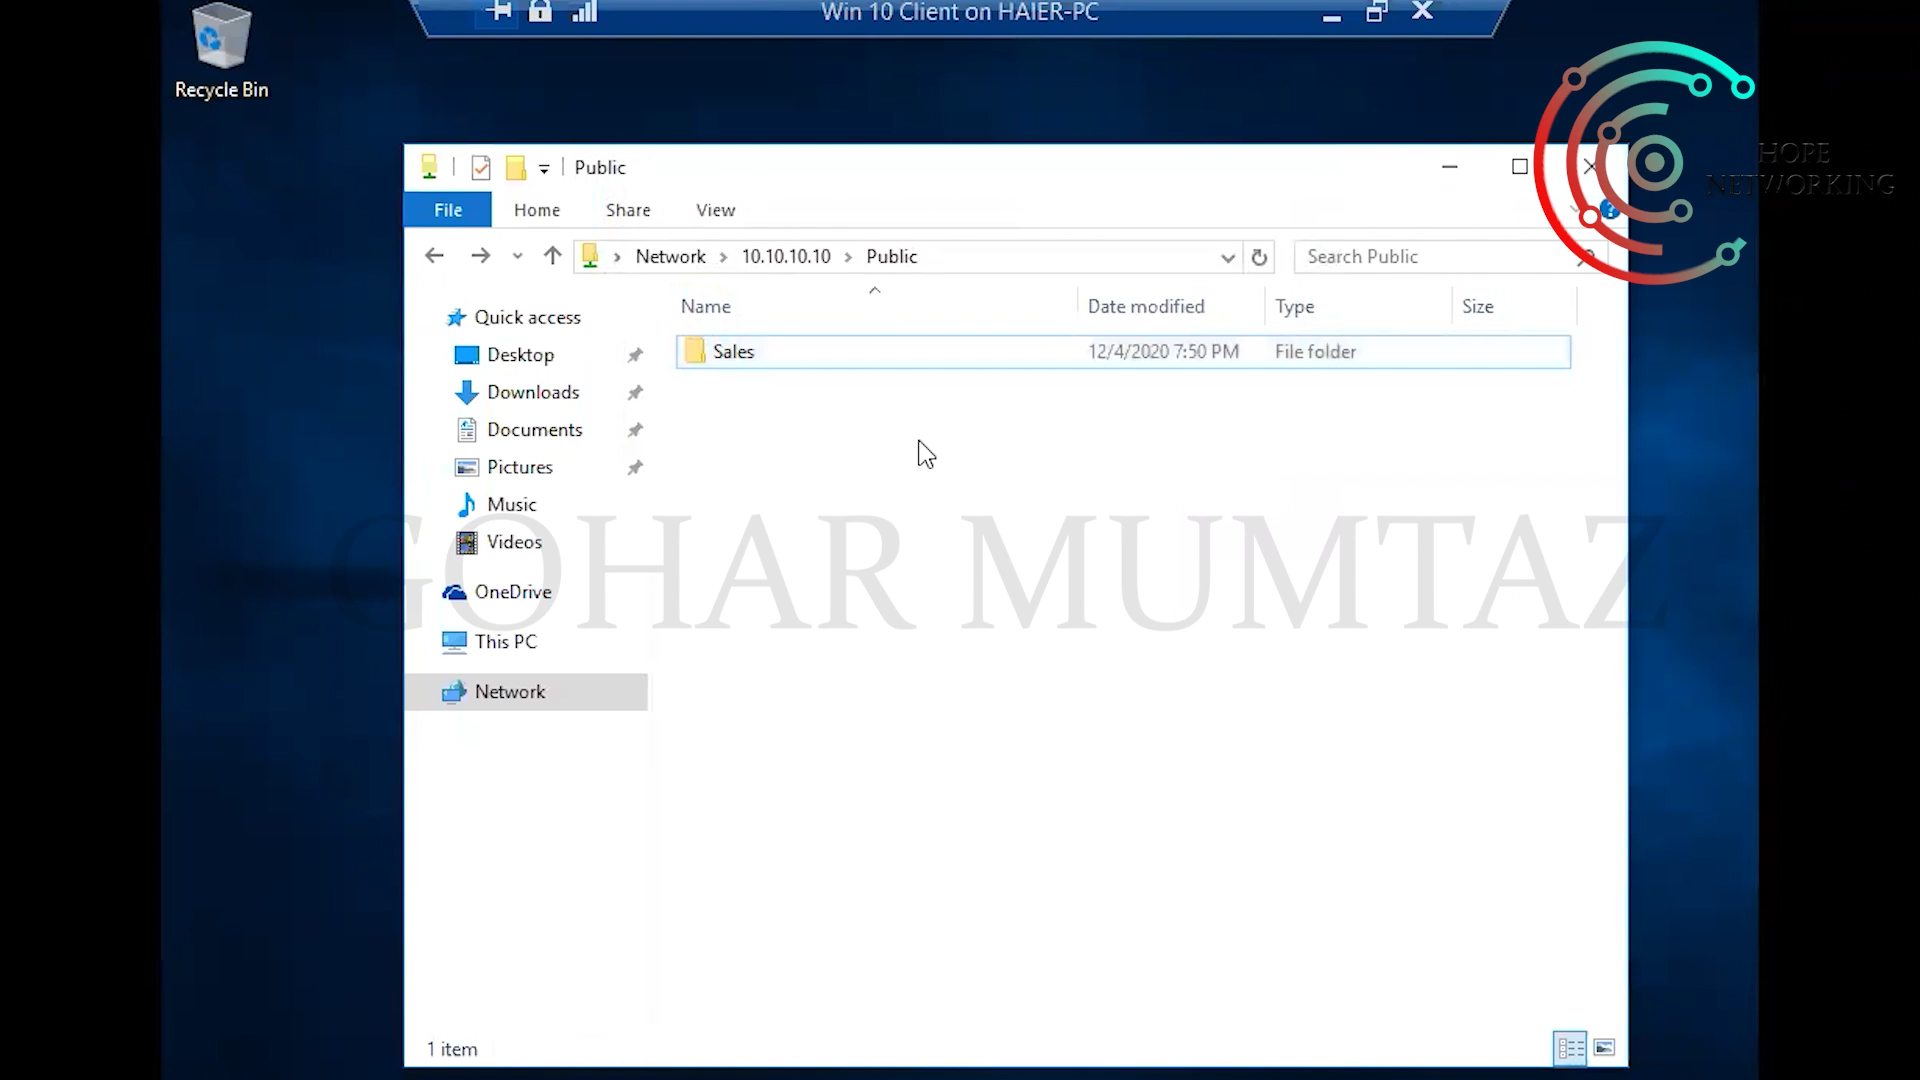 Win 10 Client on HAIER-PC
Recycle Bin
HOPE
NETWORKING
Public
File Home Share View
Network 10.10.10.10 Public
Search Public
Name Date modified Type Size
Sales 12/4/2020 7:50 PM File folder
Quick access
Desktop
Downloads
Documents
Pictures
Music
Videos
OneDrive
This PC
Network
GOHAR MUMTAZ
1 item